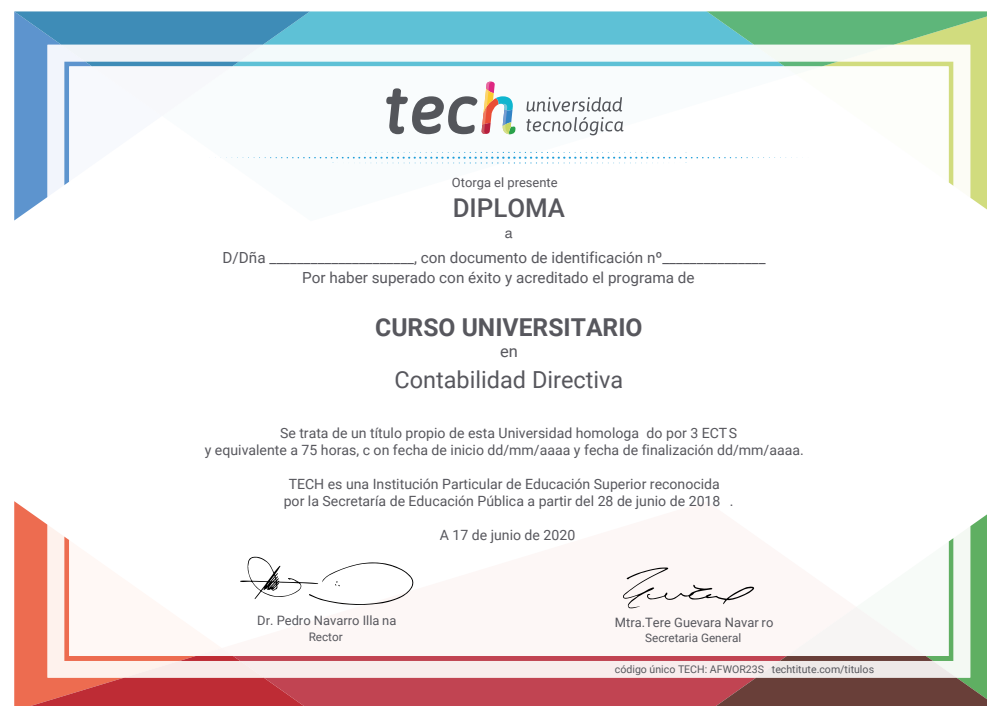 tech universidad tecnológica
Otorga el presente
DIPLOMA
a
D/Dña ______________________, con documento de identificación nº________________
Por haber superado con éxito y acreditado el programa de
CURSO UNIVERSITARIO
en
Contabilidad Directiva
Se trata de un título propio de esta Universidad homologa do por 3 ECTS
y equivalente a 75 horas, c on fecha de inicio dd/mm/aaaa y fecha de finalización dd/mm/aaaa.
TECH es una Institución Particular de Educación Superior reconocida
por la Secretaría de Educación Pública a partir del 28 de junio de 2018 .
A 17 de junio de 2020
Dr. Pedro Navarro Illa na
Rector
Mtra.Tere Guevara Navar ro
Secretaria General
código único TECH: AFWOR23S techtitute.com/titulos